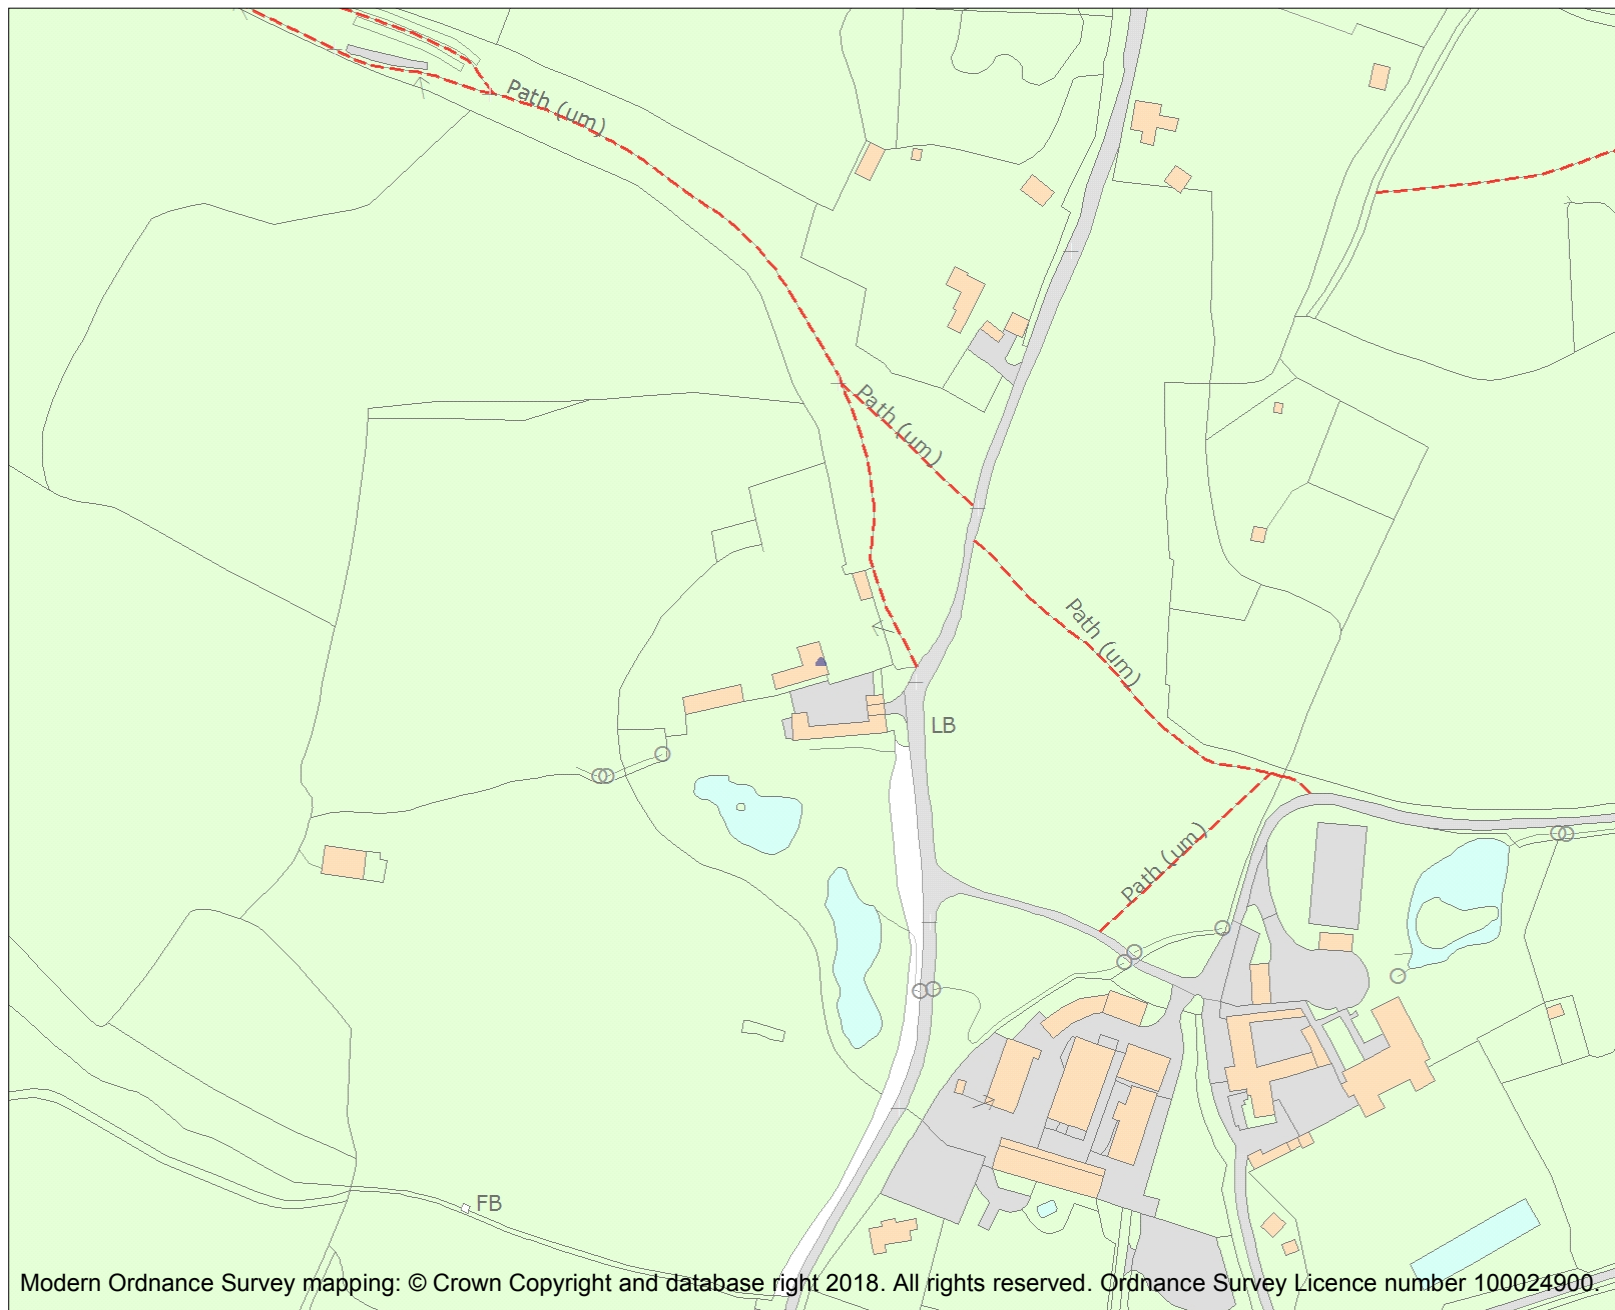 Path (um)
Path (um)
Path (um)
LB
Path (um)
FB
Modern Ordnance Survey mapping: © Crown Copyright and database right 2018. All rights reserved. Ordnance Survey Licence number 100024900.